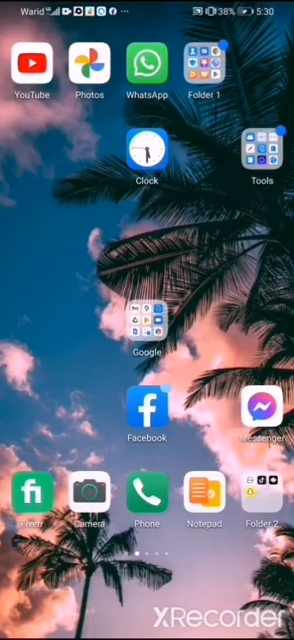 Warid 38% 5:30
YouTube Photos WhatsApp Folder 1
Clock Tools
Google
Facebook Messenger
fi
Fiverr Camera Phone Notepad Folder 2
XRecorder